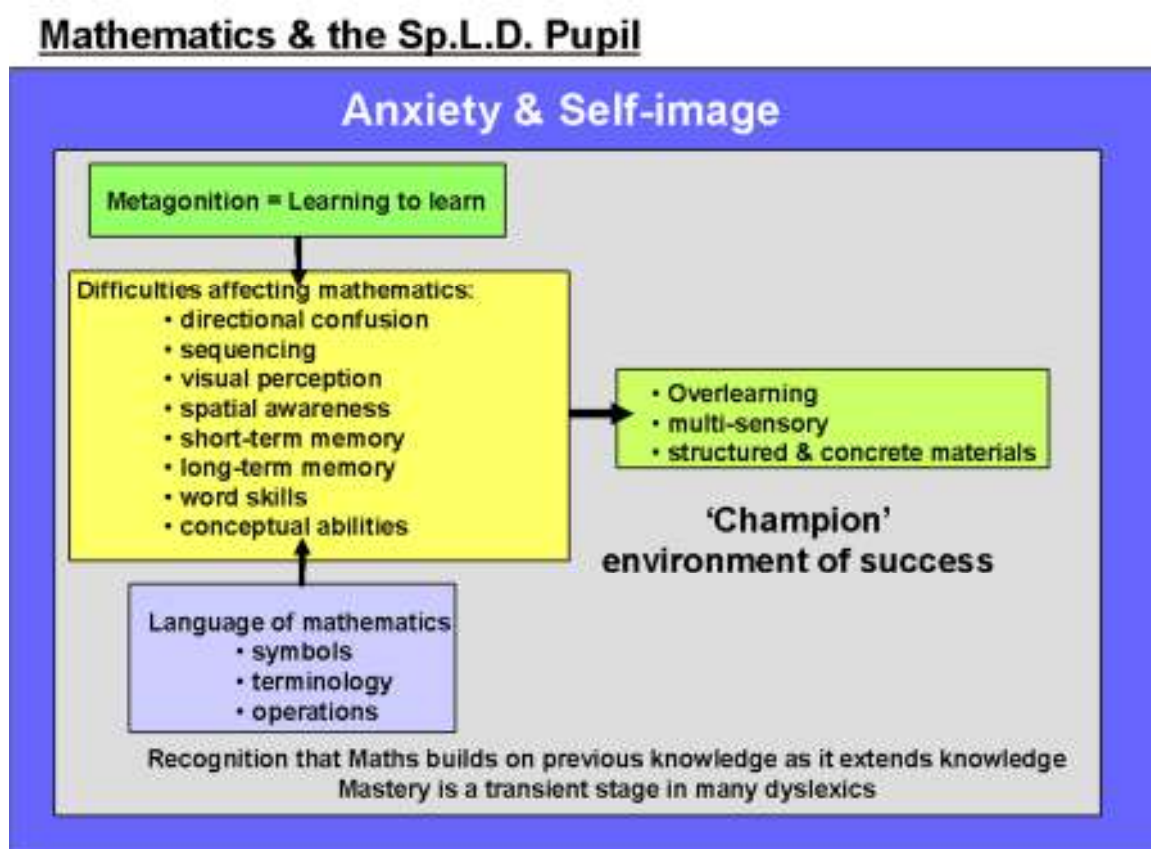 Mathematics & the Sp.L.D. Pupil
Anxiety & Self-image
Metagonition = Learning to learn
Difficulties affecting mathematics:
• directional confusion
• sequencing
• visual perception
• spatial awareness
• short-term memory
• long-term memory
• word skills
• conceptual abilities
• Overlearning
• multi-sensory
• structured & concrete materials
‘Champion’
environment of success
Language of mathematics
• symbols
• terminology
• operations
Recognition that Maths builds on previous knowledge as it extends knowledge
Mastery is a transient stage in many dyslexics